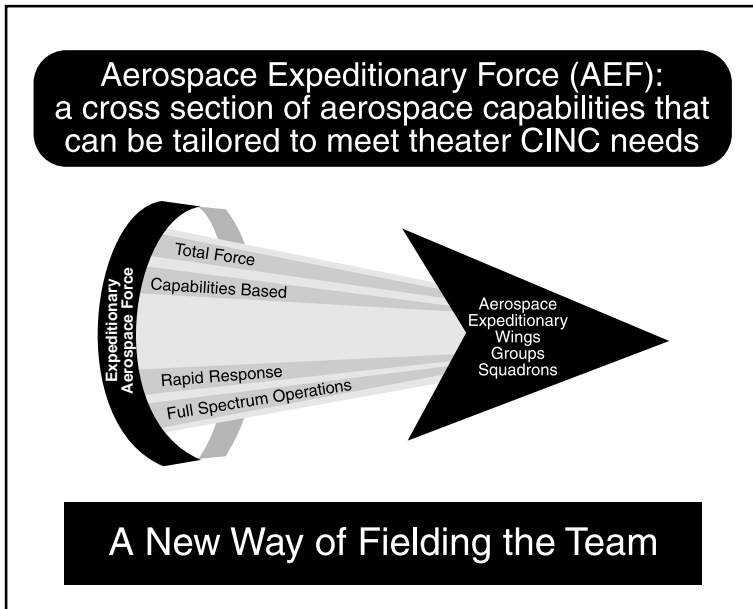 Aerospace Expeditionary Force (AEF):
a cross section of aerospace capabilities that
can be tailored to meet theater CINC needs
Expeditionary
Aerospace Force
Total Force
Capabilities Based
Rapid Response
Full Spectrum Operations
Aerospace
Expeditionary
Wings
Groups
Squadrons
A New Way of Fielding the Team